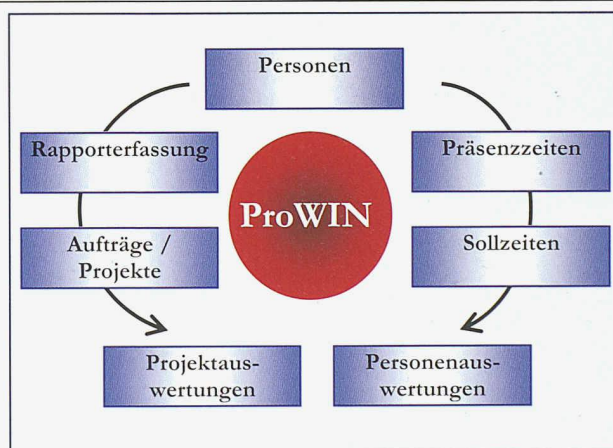 Personen
Rapporterfassung
Präsenzzeiten
ProWIN
Aufträge /
Projekte
Sollzeiten
Projektaus-
wertungen
Personenaus-
wertungen